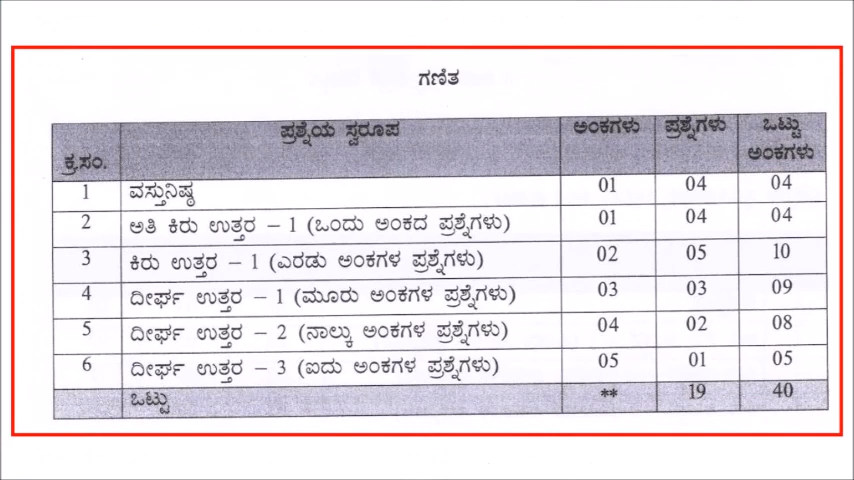 ಗಣಿತ
ಕ್ರ.ಸಂ. ಪ್ರಶ್ನೆಯ ಸ್ವರೂಪ ಅಂಕಗಳು ಪ್ರಶ್ನೆಗಳು ಒಟ್ಟು ಅಂಕಗಳು
1 ವಸ್ತುನಿಷ್ಠ 01 04 04
2 ಅತಿ ಕಿರು ಉತ್ತರ – 1 (ಒಂದು ಅಂಕದ ಪ್ರಶ್ನೆಗಳು) 01 04 04
3 ಕಿರು ಉತ್ತರ – 1 (ಎರಡು ಅಂಕಗಳ ಪ್ರಶ್ನೆಗಳು) 02 05 10
4 ದೀರ್ಘ ಉತ್ತರ – 1 (ಮೂರು ಅಂಕಗಳ ಪ್ರಶ್ನೆಗಳು) 03 03 09
5 ದೀರ್ಘ ಉತ್ತರ – 2 (ನಾಲ್ಕು ಅಂಕಗಳ ಪ್ರಶ್ನೆಗಳು) 04 02 08
6 ದೀರ್ಘ ಉತ್ತರ – 3 (ಐದು ಅಂಕಗಳ ಪ್ರಶ್ನೆಗಳು) 05 01 05
ಒಟ್ಟು ** 19 40